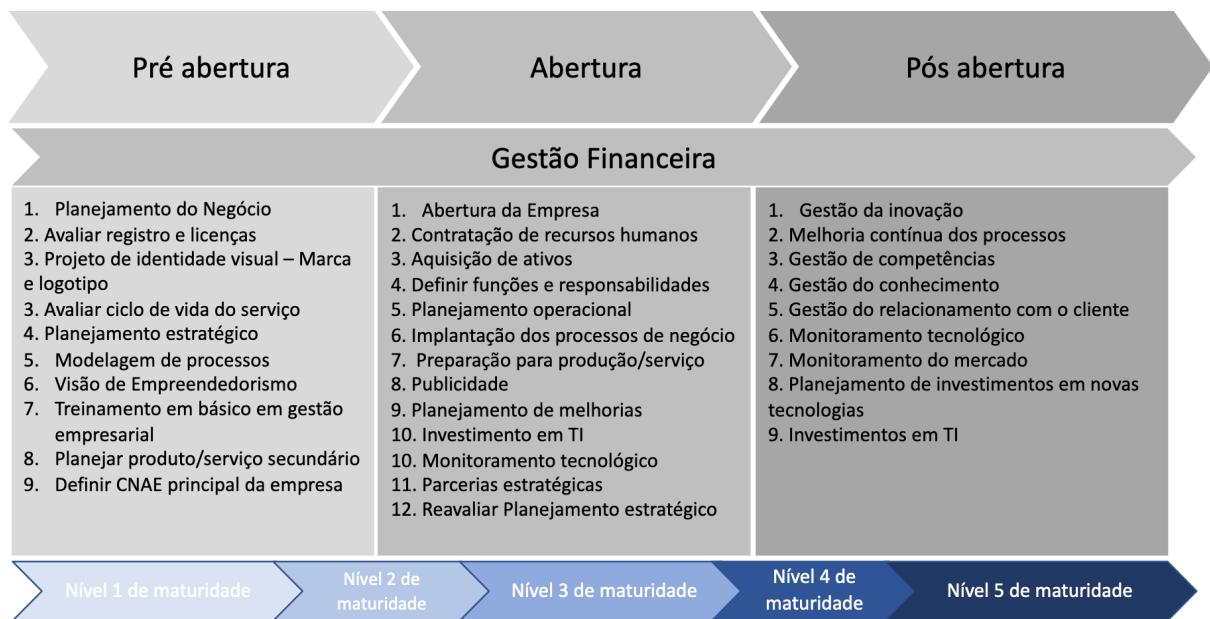 Pré abertura
Abertura
Pós abertura
Gestão Financeira
1. Planejamento do Negócio
2. Avaliar registro e licenças
3. Projeto de identidade visual – Marca
e logotipo
3. Avaliar ciclo de vida do serviço
4. Planejamento estratégico
5. Modelagem de processos
6. Visão de Empreendedorismo
7. Treinamento em básico em gestão
empresarial
8. Planejar produto/serviço secundário
9. Definir CNAE principal da empresa
1. Abertura da Empresa
2. Contratação de recursos humanos
3. Aquisição de ativos
4. Definir funções e responsabilidades
5. Planejamento operacional
6. Implantação dos processos de negócio
7. Preparação para produção/serviço
8. Publicidade
9. Planejamento de melhorias
10. Investimento em TI
10. Monitoramento tecnológico
11. Parcerias estratégicas
12. Reavaliar Planejamento estratégico
1. Gestão da inovação
2. Melhoria contínua dos processos
3. Gestão de competências
4. Gestão do conhecimento
5. Gestão do relacionamento com o cliente
6. Monitoramento tecnológico
7. Monitoramento do mercado
8. Planejamento de investimentos em novas
tecnologias
9. Investimentos em TI
Nível 1 de maturidade
Nível 2 de
maturidade
Nível 3 de maturidade
Nível 4 de
maturidade
Nível 5 de maturidade